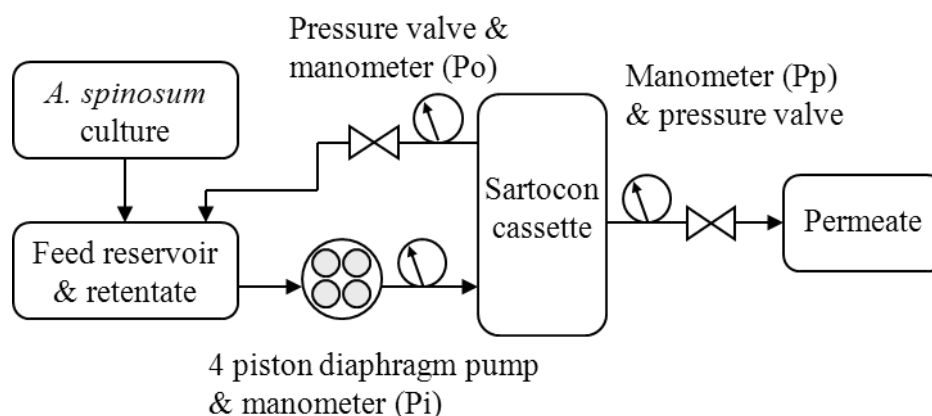 Pressure valve &
manometer (Po)
Manometer (Pp)
& pressure valve
A. spinosum
culture
Sartocon
cassette
Permeate
Feed reservoir
& retentate
4 piston diaphragm pump
& manometer (Pi)